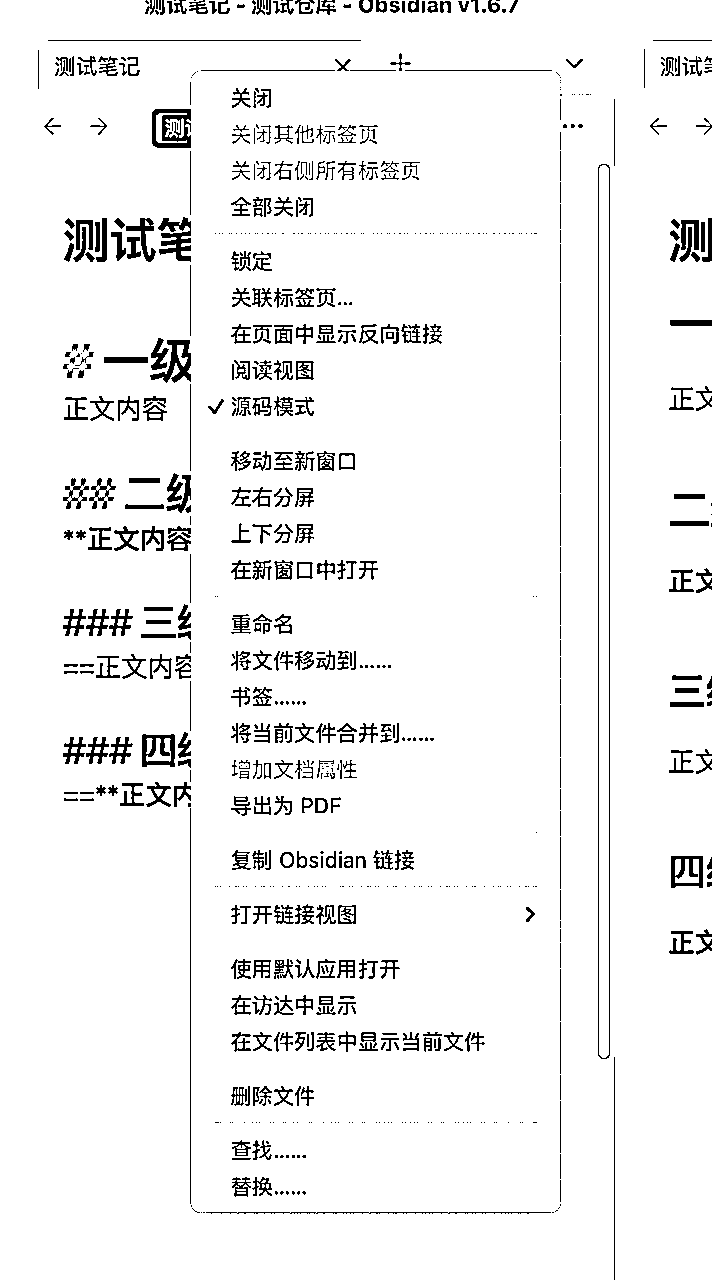 测试笔记 - 测试仓库 - Obsidian v1.6.7
测试笔记
测试
关闭
关闭其他标签页
关闭右侧所有标签页
全部关闭
锁定
关联标签页...
在页面中显示反向链接
阅读视图
源码模式
移动至新窗口
左右分屏
上下分屏
在新窗口中打开
重命名
将文件移动到......
书签......
将当前文件合并到......
增加文档属性
导出为 PDF
复制 Obsidian 链接
打开链接视图
使用默认应用打开
在访达中显示
在文件列表中显示当前文件
删除文件
查找......
替换......
测试笔
# 一级
正文内容
## 二级
**正文内容
### 三级
==正文内容
### 四级
==**正文内
测试笔
测
一
正文
二
正文
三级
正文
四级
正文